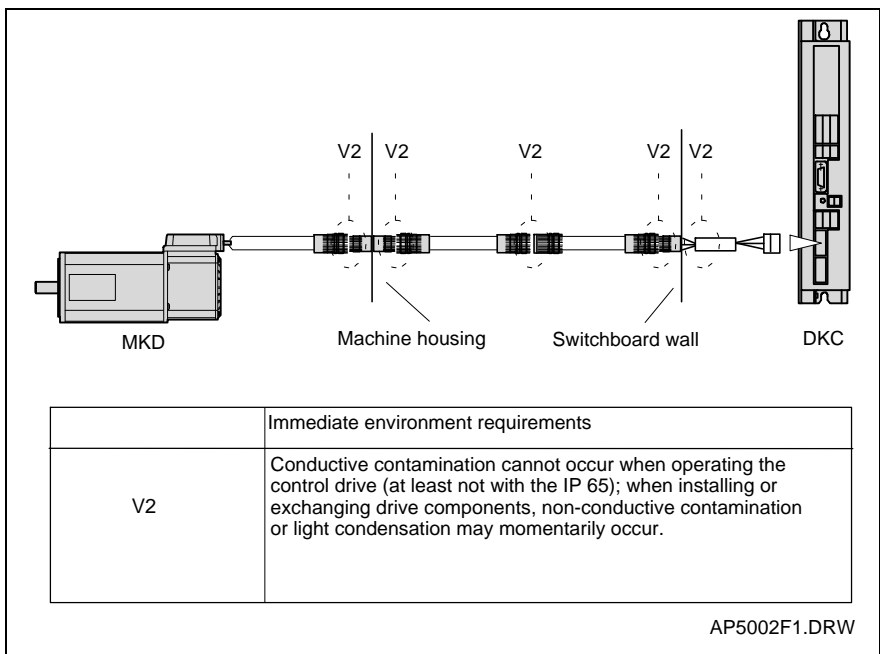 V2 V2 V2 V2 V2
MKD
Machine housing
Switchboard wall
DKC
Immediate environment requirements
V2
Conductive contamination cannot occur when operating the
control drive (at least not with the IP 65); when installing or
exchanging drive components, non-conductive contamination
or light condensation may momentarily occur.
AP5002F1.DRW